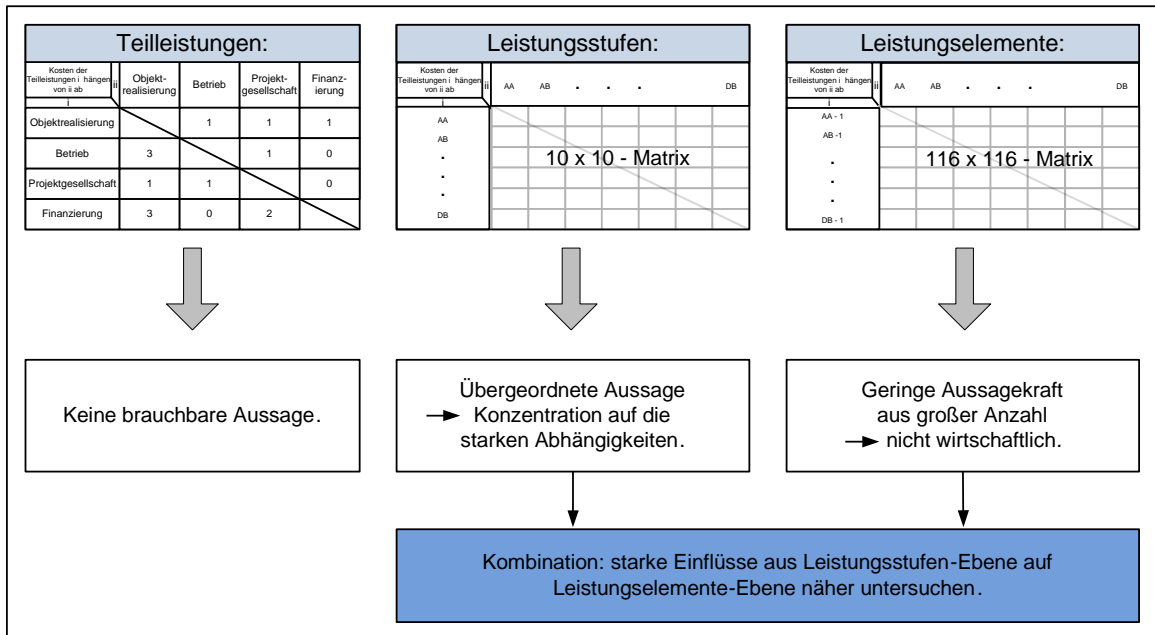 Teilleistungen:
Kosten der
Teilleistungen i hängen
von ii ab
ii
i
Objekt-
realisierung
Betrieb
Projekt-
gesellschaft
Finanz-
ierung
Objektrealisierung 1 1 1
Betrieb 3 1 0
Projektgesellschaft 1 1 0
Finanzierung 3 0 2
Leistungsstufen:
Kosten der
Teilleistungen i hängen
von ii ab
ii
i
AA AB . . . DB
AA
AB
.
.
.
.
DB
10 x 10 - Matrix
Leistungselemente:
Kosten der
Teilleistungen i hängen
von ii ab
ii
i
AA AB . . . DB
AA - 1
AB -1
.
.
.
.
DB - 1
116 x 116 - Matrix
Keine brauchbare Aussage.
Übergeordnete Aussage
→ Konzentration auf die
starken Abhängigkeiten.
Geringe Aussagekraft
aus großer Anzahl
→ nicht wirtschaftlich.
Kombination: starke Einflüsse aus Leistungsstufen-Ebene auf
Leistungselemente-Ebene näher untersuchen.